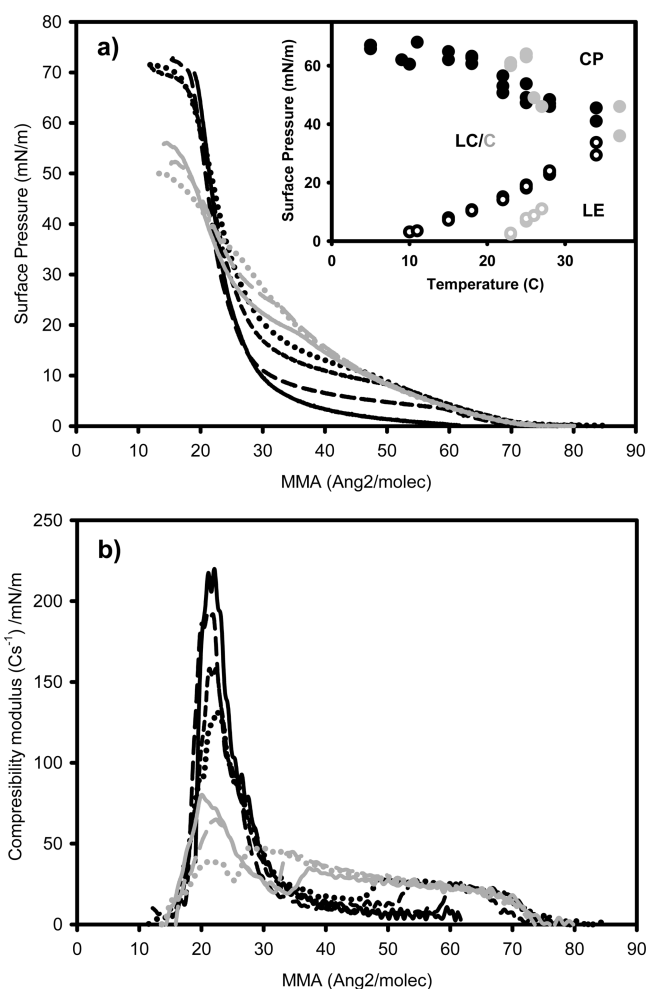 a)
Surface Pressure (mN/m)
80
70
60
50
40
30
20
10
0
0 10 20 30 40 50 60 70 80 90
MMA (Ang2/molec)
Surface Pressure (mN/m)
60
40
20
0
0 10 20 30
Temperature (C)
CP
LC/C
LE
b)
Compresibility modulus (Cs-1) /mN/m
250
200
150
100
50
0
0 10 20 30 40 50 60 70 80 90
MMA (Ang2/molec)